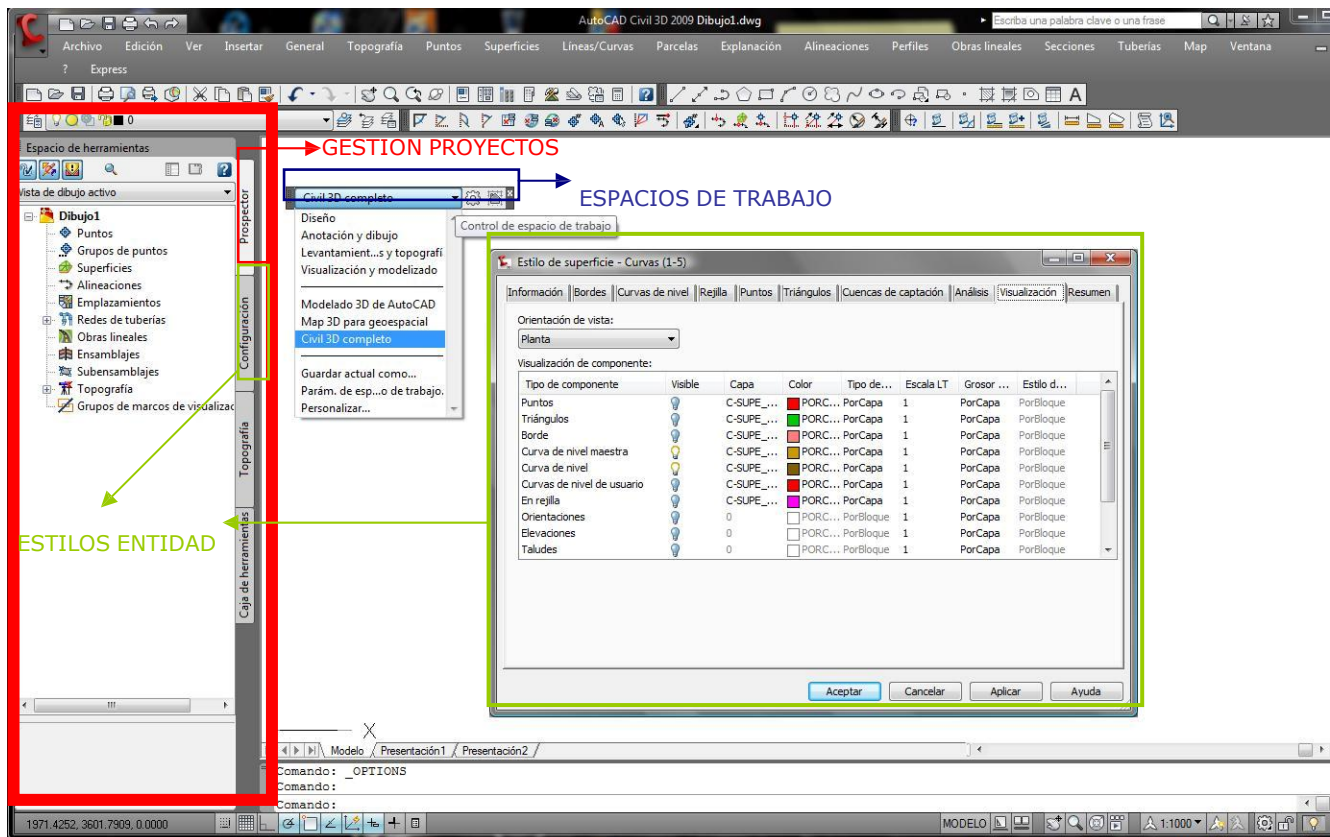 AutoCAD Civil 3D 2009 Dibujo1.dwg
Escriba una palabra clave o una frase
Archivo Edición Ver Insertar General Topografía Puntos Superficies Líneas/Curvas Parcelas Explanación Alineaciones Perfiles Obras lineales Secciones Tuberías Map Ventana
? Express
A
0
Espacio de herramientas
GESTION PROYECTOS
Vista de dibujo activo
Dibujo1
Puntos
Grupos de puntos
Superficies
Alineaciones
Emplazamientos
Redes de tuberías
Obras lineales
Ensamblajes
Subensamblajes
Topografía
Grupos de marcos de visualizac
Prospector
Configuración
Topografía
Caja de herramientas
ESTILOS ENTIDAD
ESPACIOS DE TRABAJO
Civil 3D completo
Control de espacio de trabajo
Diseño
Anotación y dibujo
Levantamient...s y topografí
Visualización y modelizado
Modelado 3D de AutoCAD
Map 3D para geoespacial
Civil 3D completo
Guardar actual como...
Parám. de esp...o de trabajo.
Personalizar...
Estilo de superficie - Curvas (1-5)
Información Bordes Curvas de nivel Rejilla Puntos Triángulos Cuencas de captación Análisis Visualización Resumen
Orientación de vista:
Planta
Visualización de componente:
Tipo de componente Visible Capa Color Tipo de... Escala LT Grosor ... Estilo d...
Puntos C-SUPE_... PORC... PorCapa 1 PorCapa PorBloque
Triángulos C-SUPE_... PORC... PorCapa 1 PorCapa PorBloque
Borde C-SUPE_... PORC... PorCapa 1 PorCapa PorBloque
Curva de nivel maestra C-SUPE_... PORC... PorCapa 1 PorCapa PorBloque
Curva de nivel C-SUPE_... PORC... PorCapa 1 PorCapa PorBloque
Curvas de nivel de usuario C-SUPE_... PORC... PorCapa 1 PorCapa PorBloque
En rejilla C-SUPE_... PORC... PorCapa 1 PorCapa PorBloque
Orientaciones 0 PORC... PorBloque 1 PorCapa PorBloque
Elevaciones 0 PORC... PorBloque 1 PorCapa PorBloque
Taludes 0 PORC... PorBloque 1 PorCapa PorBloque
Aceptar Cancelar Aplicar Ayuda
X
Modelo Presentación1 Presentación2
Comando: _OPTIONS
Comando:
Comando:
1971.4252, 3601.7909, 0.0000
MODELO
1:1000